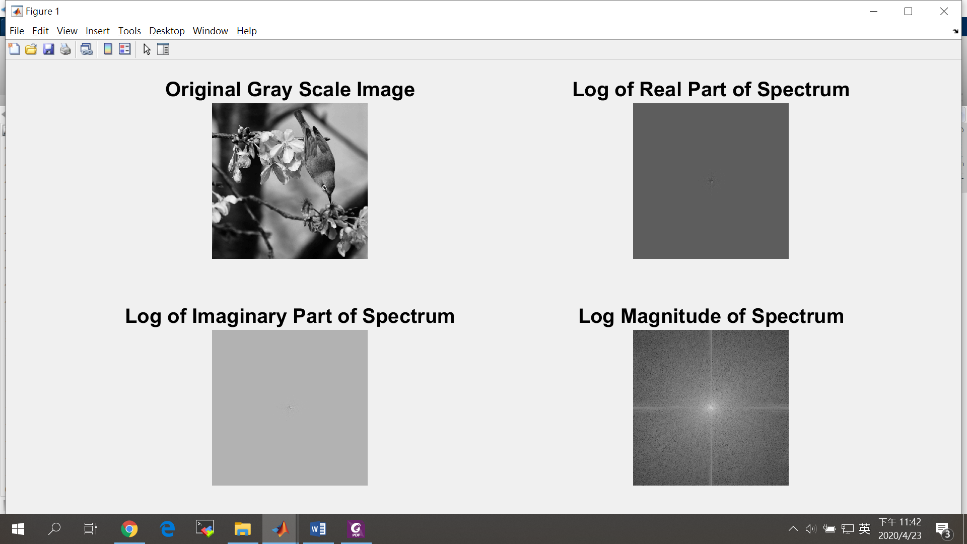 Figure 1
File Edit View Insert Tools Desktop Window Help
Original Gray Scale Image
Log of Real Part of Spectrum
Log of Imaginary Part of Spectrum
Log Magnitude of Spectrum
英
下午 11:42
2020/4/23
3